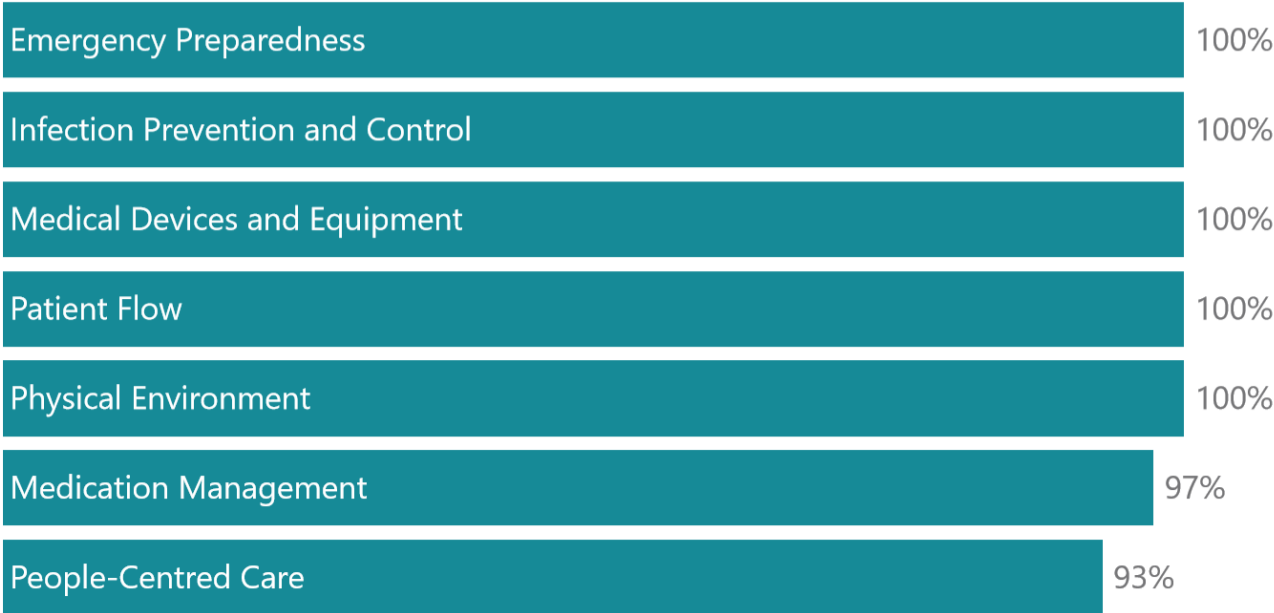 Emergency Preparedness 100%
Infection Prevention and Control 100%
Medical Devices and Equipment 100%
Patient Flow 100%
Physical Environment 100%
Medication Management 97%
People-Centred Care 93%